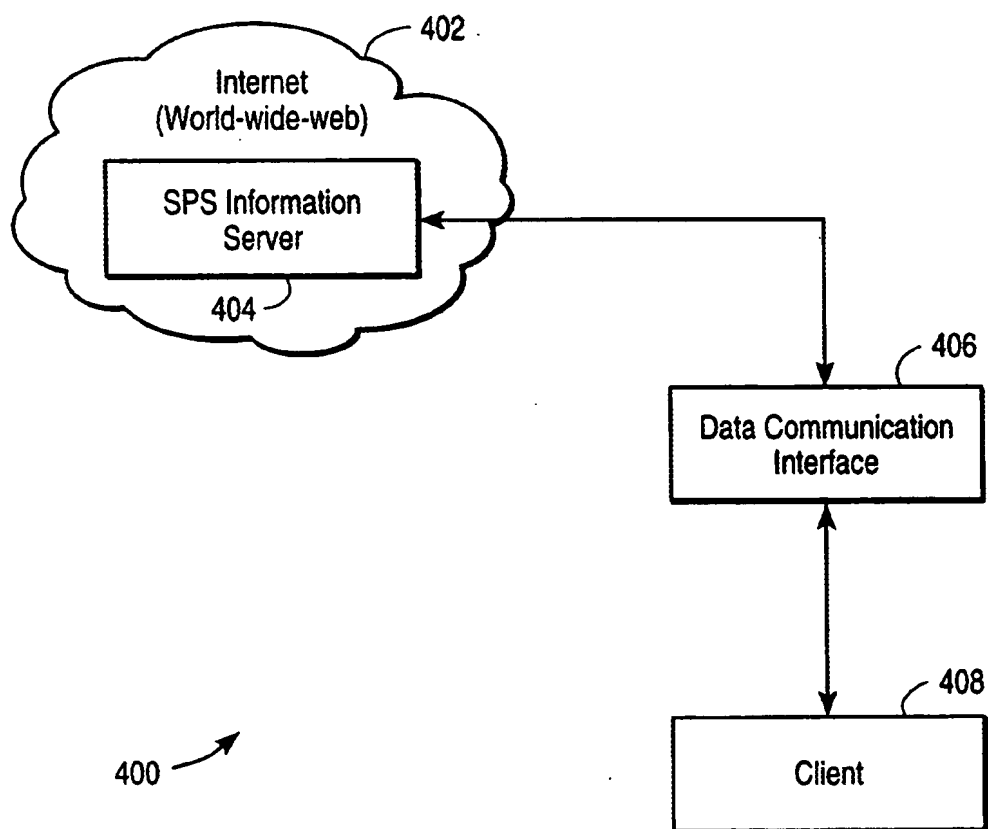 402
Internet
(World-wide-web)
SPS Information
Server
404
406
Data Communication
Interface
408
400
Client